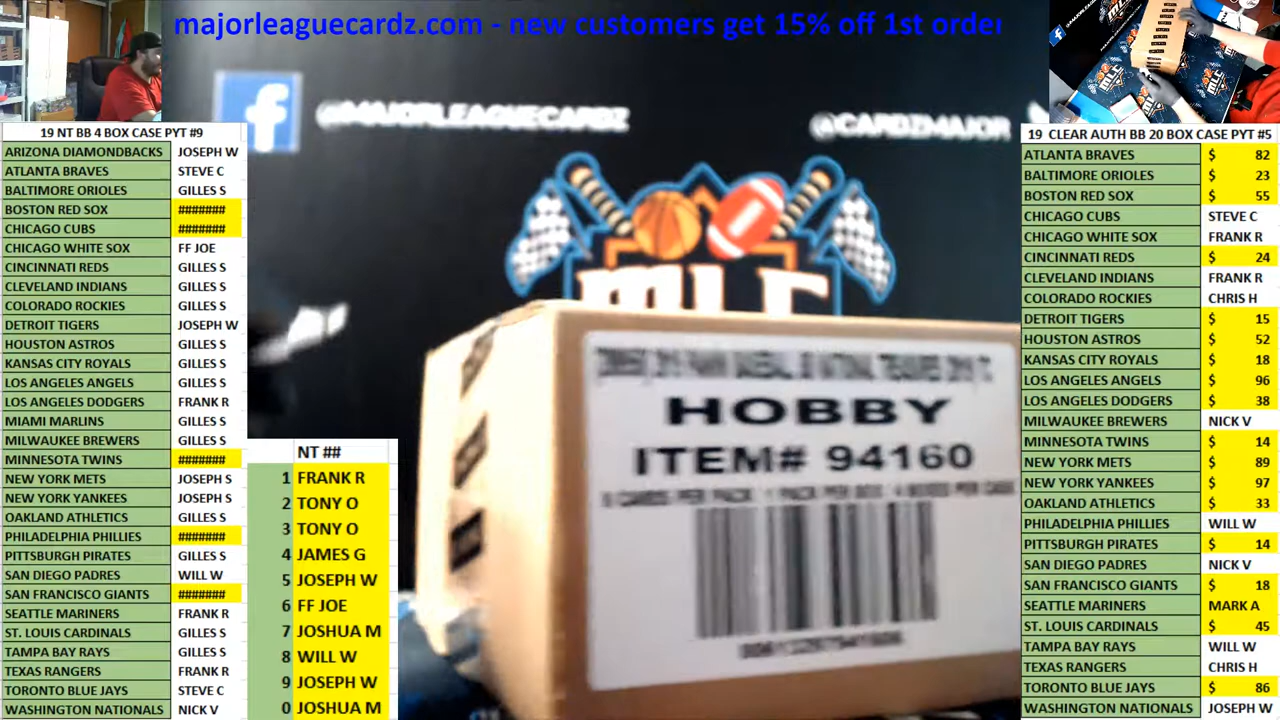 majorleaguecardz.com - new customers get 15% off 1st order
@MAJORLEAGUECARDZ
@CARDZMAJOR
19 NT BB 4 BOX CASE PYT #9
ARIZONA DIAMONDBACKS JOSEPH W
ATLANTA BRAVES STEVE C
BALTIMORE ORIOLES GILLES S
BOSTON RED SOX #######
CHICAGO CUBS #######
CHICAGO WHITE SOX FF JOE
CINCINNATI REDS GILLES S
CLEVELAND INDIANS GILLES S
COLORADO ROCKIES GILLES S
DETROIT TIGERS JOSEPH W
HOUSTON ASTROS GILLES S
KANSAS CITY ROYALS GILLES S
LOS ANGELES ANGELS GILLES S
LOS ANGELES DODGERS FRANK R
MIAMI MARLINS GILLES S
MILWAUKEE BREWERS GILLES S
MINNESOTA TWINS #######
NEW YORK METS JOSEPH S
NEW YORK YANKEES JOSEPH S
OAKLAND ATHLETICS GILLES S
PHILADELPHIA PHILLIES #######
PITTSBURGH PIRATES GILLES S
SAN DIEGO PADRES WILL W
SAN FRANCISCO GIANTS #######
SEATTLE MARINERS FRANK R
ST. LOUIS CARDINALS GILLES S
TAMPA BAY RAYS GILLES S
TEXAS RANGERS FRANK R
TORONTO BLUE JAYS STEVE C
WASHINGTON NATIONALS NICK V
NT ##
1 FRANK R
2 TONY O
3 TONY O
4 JAMES G
5 JOSEPH W
6 FF JOE
7 JOSHUA M
8 WILL W
9 JOSEPH W
0 JOSHUA M
MLC
HOBBY
ITEM# 94160
8 CARDS PER PACK 1 PACK PER BOX 4 BOXES PER CASE
19 CLEAR AUTH BB 20 BOX CASE PYT #5
ATLANTA BRAVES $ 82
BALTIMORE ORIOLES $ 23
BOSTON RED SOX $ 55
CHICAGO CUBS STEVE C
CHICAGO WHITE SOX FRANK R
CINCINNATI REDS $ 24
CLEVELAND INDIANS FRANK R
COLORADO ROCKIES CHRIS H
DETROIT TIGERS $ 15
HOUSTON ASTROS $ 52
KANSAS CITY ROYALS $ 18
LOS ANGELES ANGELS $ 96
LOS ANGELES DODGERS $ 38
MILWAUKEE BREWERS NICK V
MINNESOTA TWINS $ 14
NEW YORK METS $ 89
NEW YORK YANKEES $ 97
OAKLAND ATHLETICS $ 33
PHILADELPHIA PHILLIES WILL W
PITTSBURGH PIRATES $ 14
SAN DIEGO PADRES NICK V
SAN FRANCISCO GIANTS $ 18
SEATTLE MARINERS MARK A
ST. LOUIS CARDINALS $ 45
TAMPA BAY RAYS WILL W
TEXAS RANGERS CHRIS H
TORONTO BLUE JAYS $ 86
WASHINGTON NATIONALS JOSEPH W